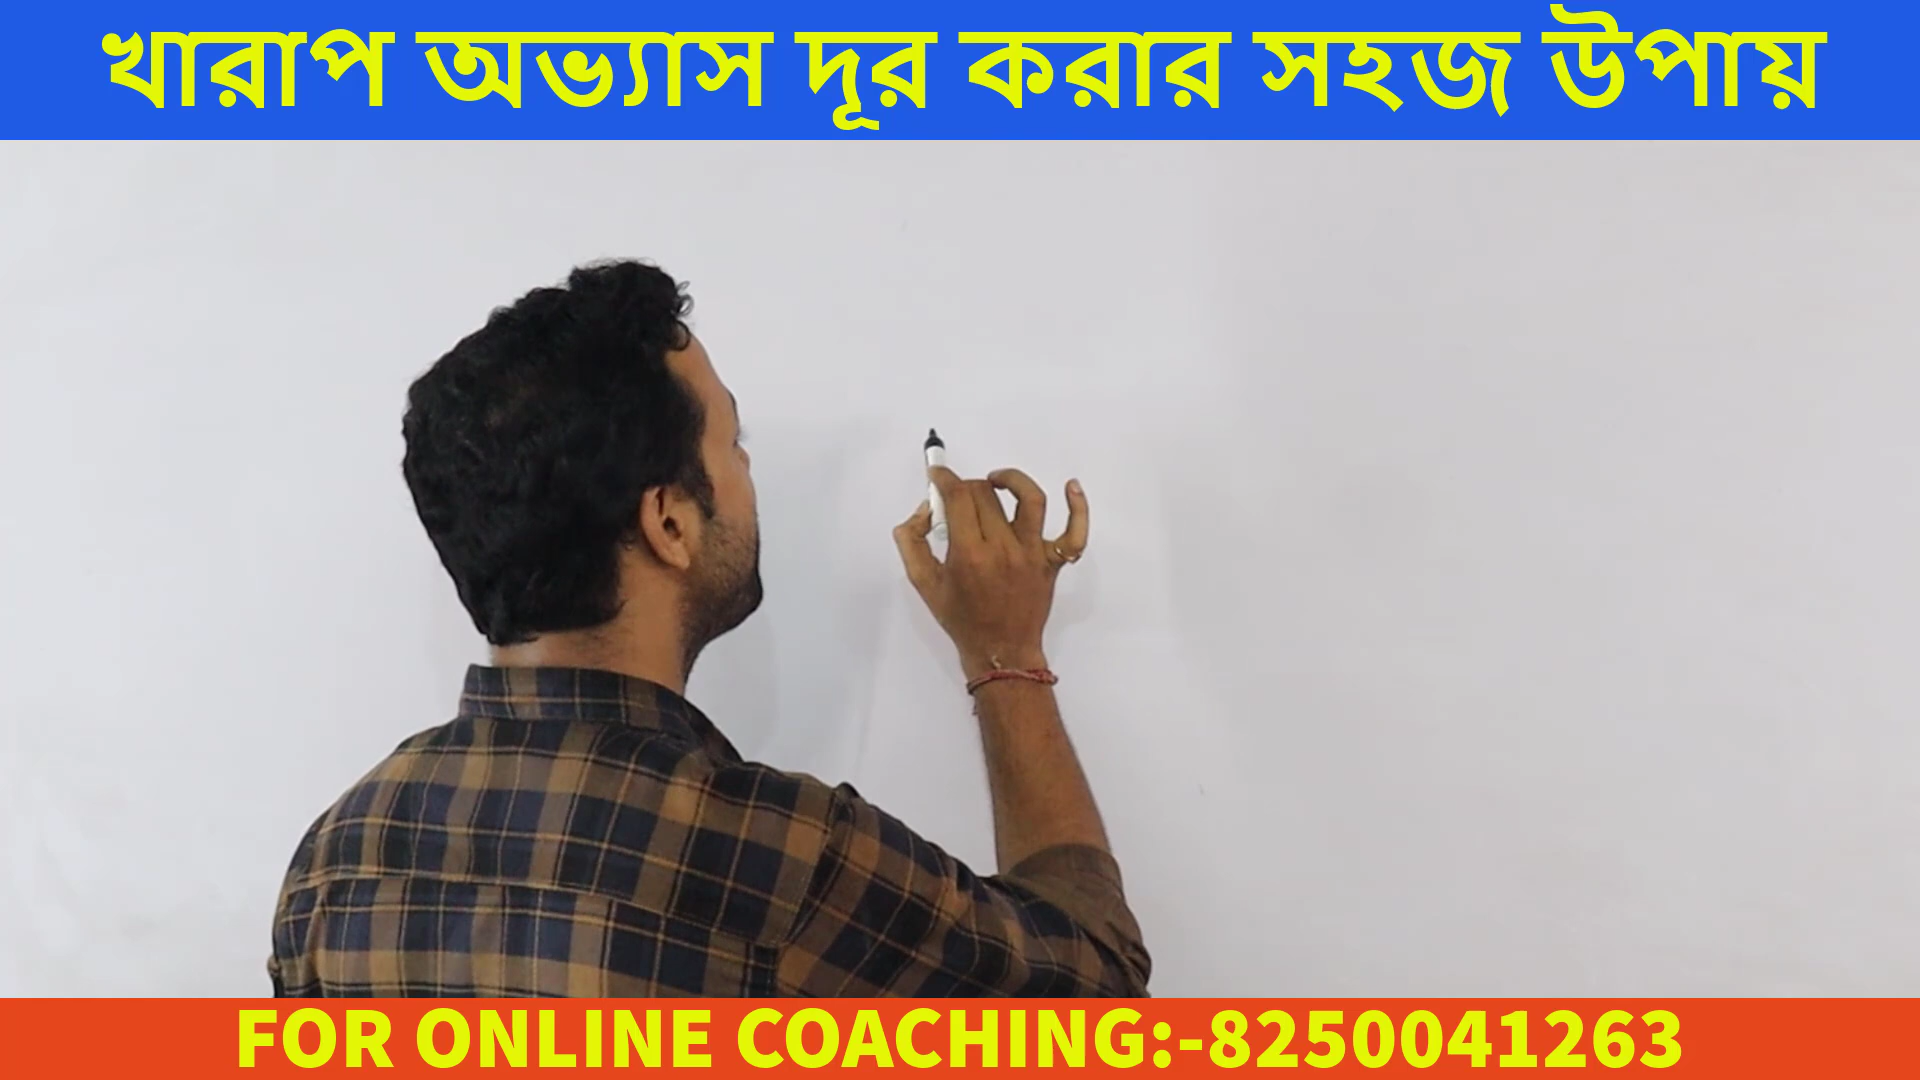 খারাপ অভ্যাস দূর করার সহজ উপায়
FOR ONLINE COACHING:-8250041263